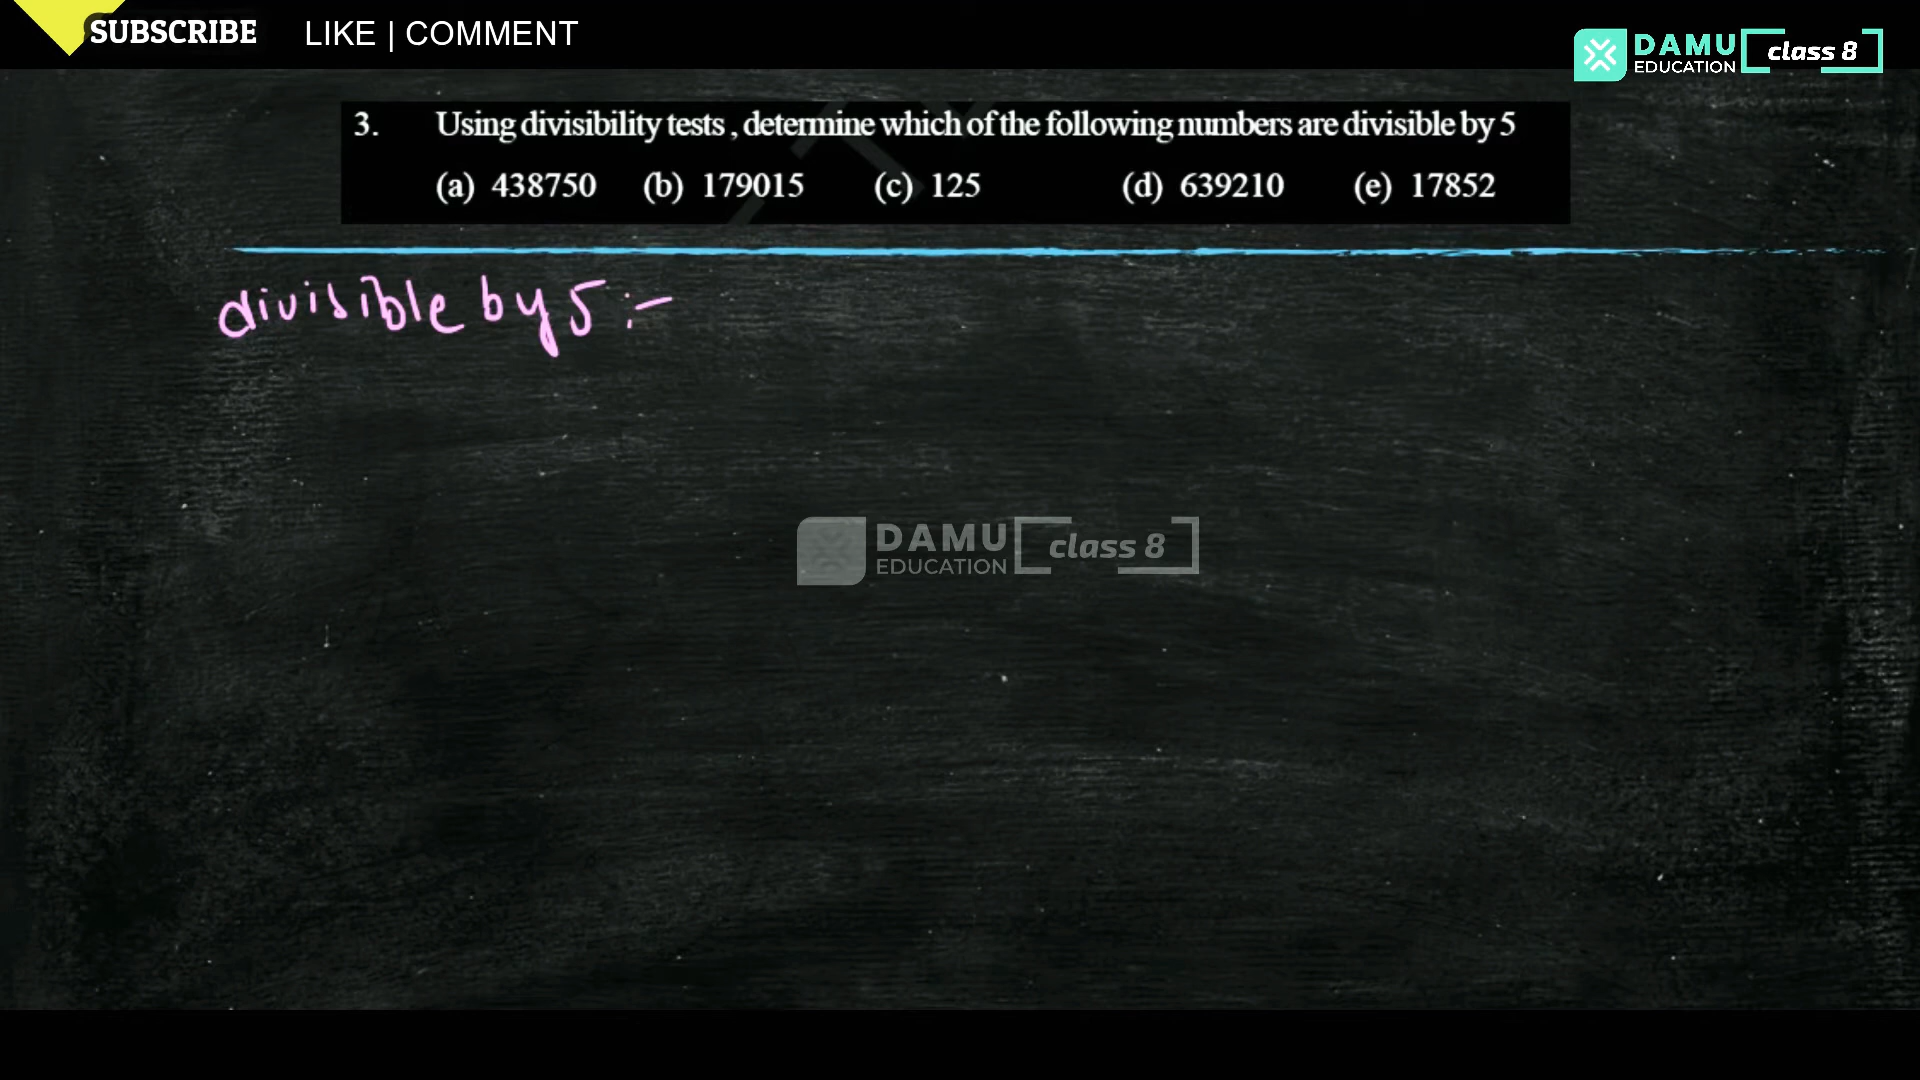 SUBSCRIBE LIKE | COMMENT
DAMU EDUCATION class 8
3. Using divisibility tests , determine which of the following numbers are divisible by 5
(a) 438750 (b) 179015 (c) 125 (d) 639210 (e) 17852
divisible by 5 :-
DAMU EDUCATION class 8